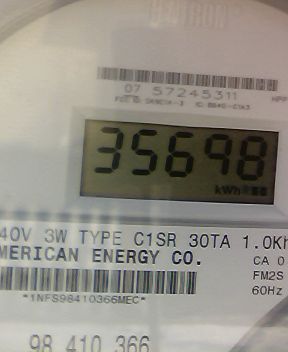 07 57245311
35698
kWh
40V 3W TYPE C1SR 30TA 1.0Kh
MERICAN ENERGY CO.
CA 0
FM2S
60Hz
*1NFS98410366MEC*
98 410 366